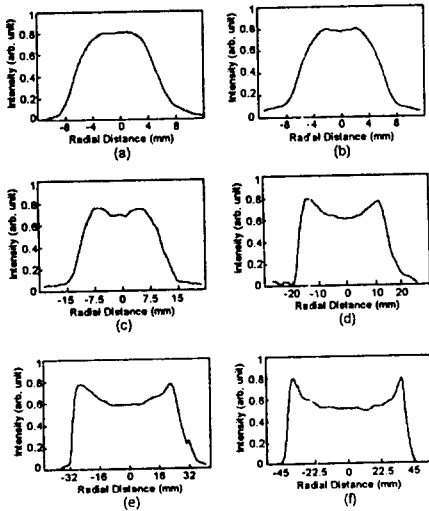 Intensity (arb. unit)
1
0.8
0.6
0.4
0.2
0
-8 -4 0 4 8
Radial Distance (mm)
(a)
Intensity (arb. unit)
1
0.8
0.6
0.4
0.2
0
-8 -4 0 4 8
Radial Distance (mm)
(b)
Intensity (arb. unit)
1
0.8
0.6
0.4
0.2
0
-15 -7.5 0 7.5 15
Radial Distance (mm)
(c)
Intensity (arb. unit)
1
0.8
0.6
0.4
0.2
0
-20 -10 0 10 20
Radial Distance (mm)
(d)
Intensity (arb. unit)
1
0.8
0.6
0.4
0.2
0
-32 -16 0 16 32
Radial Distance (mm)
(e)
Intensity (arb. unit)
1
0.8
0.6
0.4
0.2
0
-45 -22.5 0 22.5 45
Radial Distance (mm)
(f)